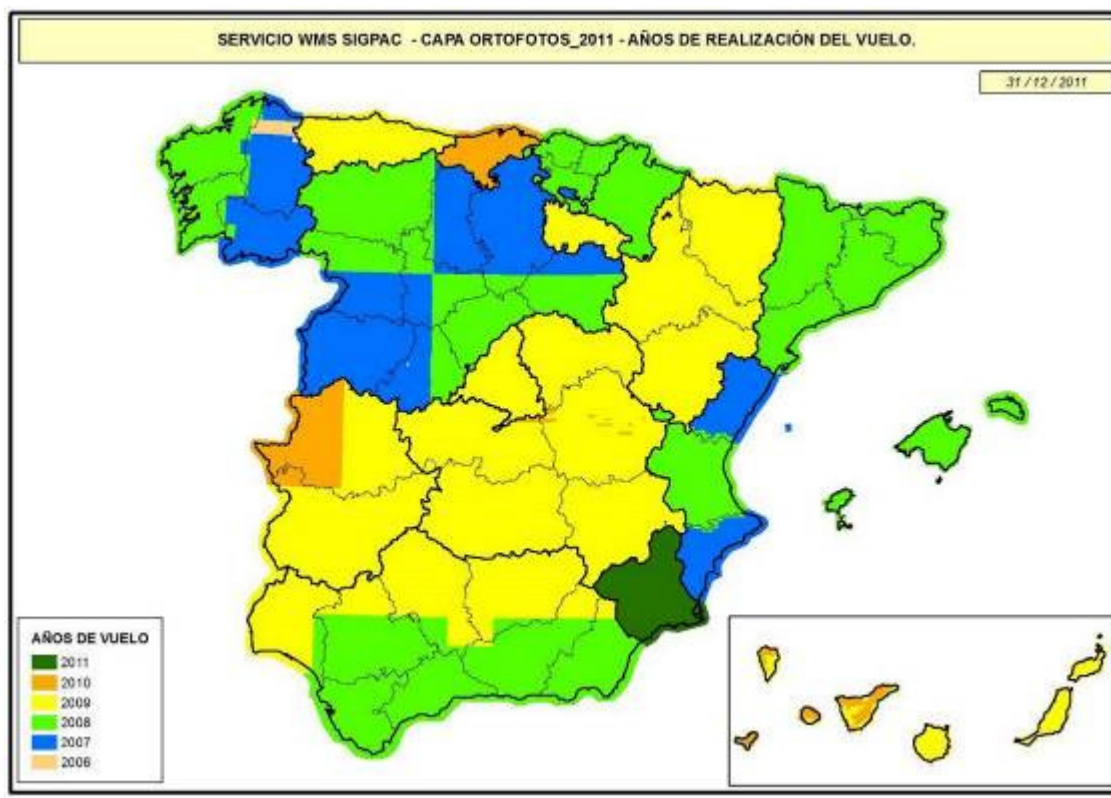 SERVICIO WMS SIGPAC - CAPA ORTOFOTOS_2011 - AÑOS DE REALIZACIÓN DEL VUELO.
31 / 12 / 2011
AÑOS DE VUELO
2011
2010
2009
2008
2007
2006